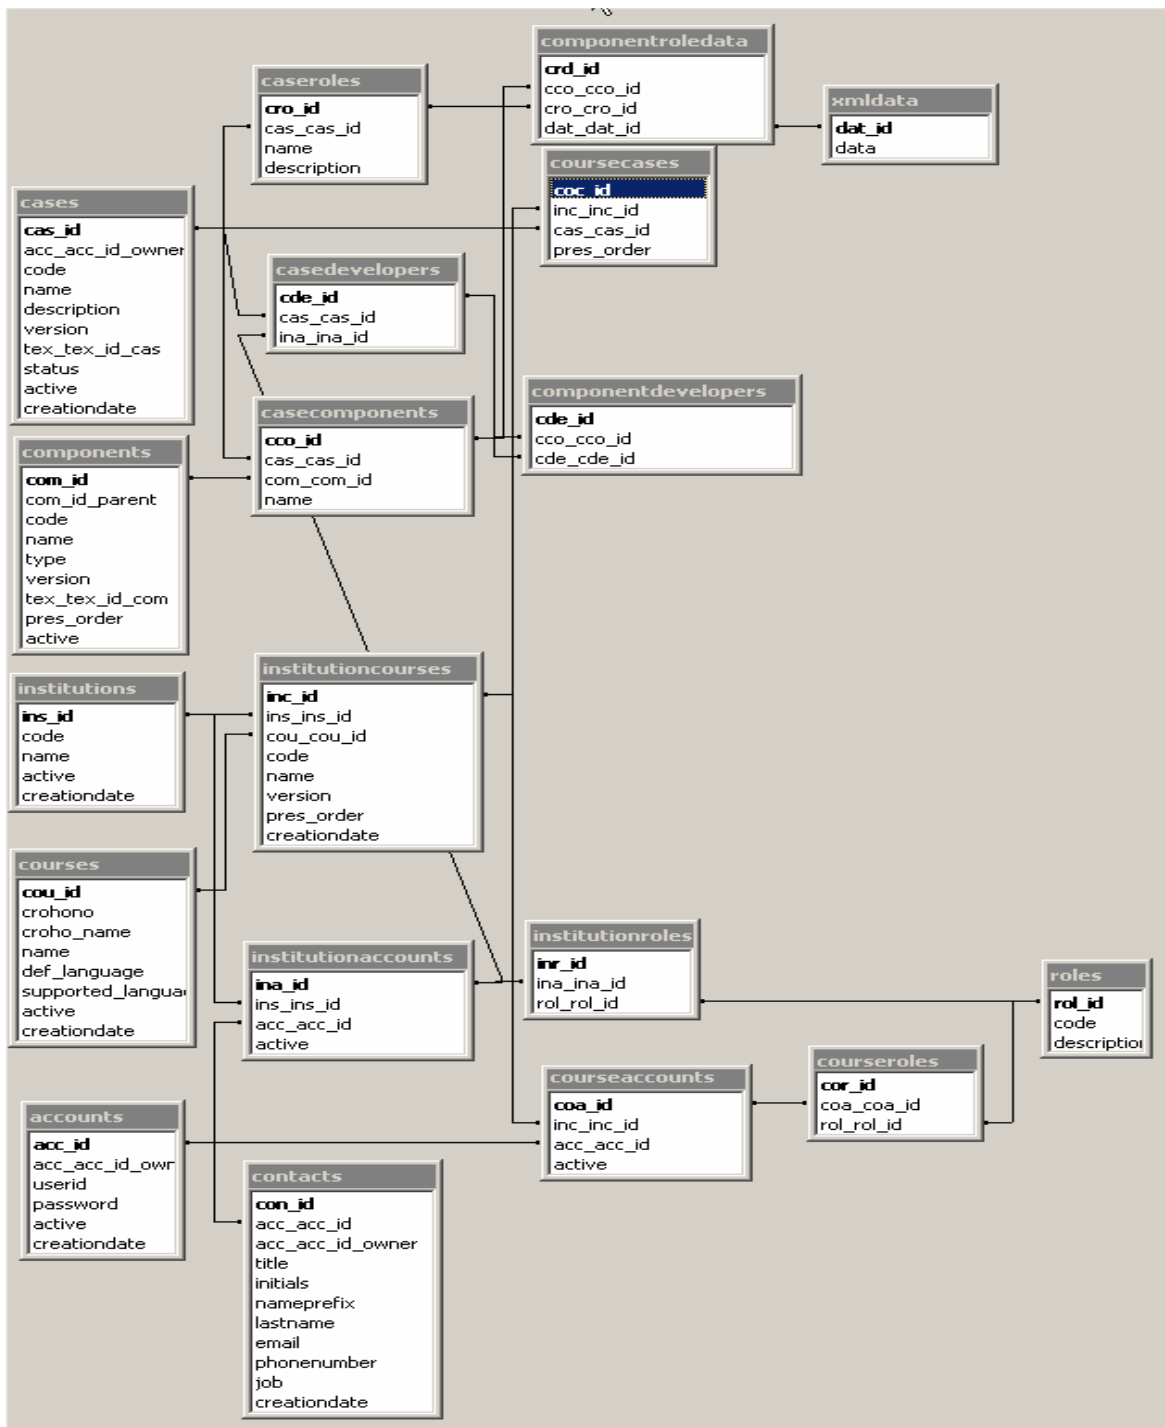 componentroledata
crd_id
cco_cco_id
cro_cro_id
dat_dat_id
caseroles
cro_id
cas_cas_id
name
description
xmldata
dat_id
data
coursecases
coc_id
inc_inc_id
cas_cas_id
pres_order
cases
cas_id
acc_acc_id_owner
code
name
description
version
tex_tex_id_cas
status
active
creationdate
casedevelopers
cde_id
cas_cas_id
ina_ina_id
componentdevelopers
cde_id
cco_cco_id
cde_cde_id
casecomponents
cco_id
cas_cas_id
com_com_id
name
components
com_id
com_id_parent
code
name
type
version
tex_tex_id_com
pres_order
active
institutioncourses
inc_id
ins_ins_id
cou_cou_id
code
name
version
pres_order
creationdate
institutions
ins_id
code
name
active
creationdate
courses
cou_id
crohono
croho_name
name
def_language
supported_langua
active
creationdate
institutionaccounts
ina_id
ins_ins_id
acc_acc_id
active
institutionroles
inr_id
ina_ina_id
rol_rol_id
roles
rol_id
code
description
courseroles
cor_id
coa_coa_id
rol_rol_id
courseaccounts
coa_id
inc_inc_id
acc_acc_id
active
accounts
acc_id
acc_acc_id_owr
userid
password
active
creationdate
contacts
con_id
acc_acc_id
acc_acc_id_owner
title
initials
nameprefix
lastname
email
phonenumber
job
creationdate